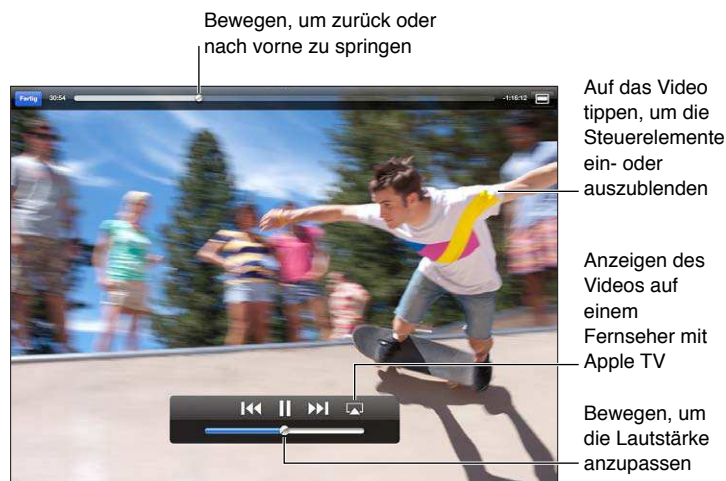 Bewegen, um zurück oder
nach vorne zu springen
Fertig
30:54
-1:16:12
Auf das Video
tippen, um die
Steuerelemente
ein- oder
auszublenden
Anzeigen des
Videos auf
einem
Fernseher mit
Apple TV
Bewegen, um
die Lautstärke
anzupassen